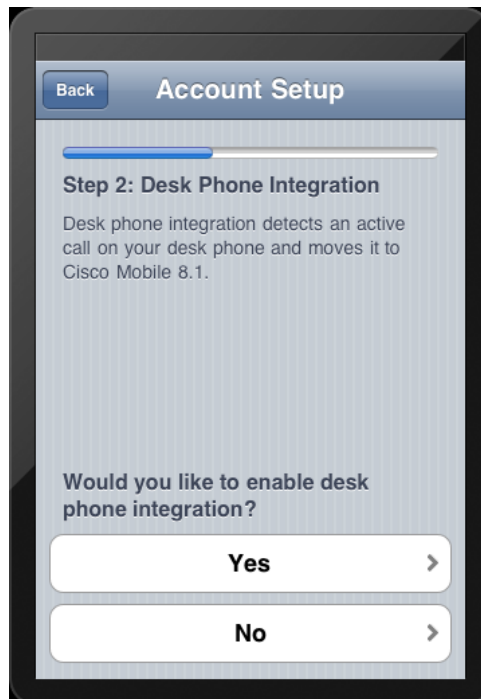 Back
Account Setup
Step 2: Desk Phone Integration
Desk phone integration detects an active
call on your desk phone and moves it to
Cisco Mobile 8.1.
Would you like to enable desk
phone integration?
Yes
No